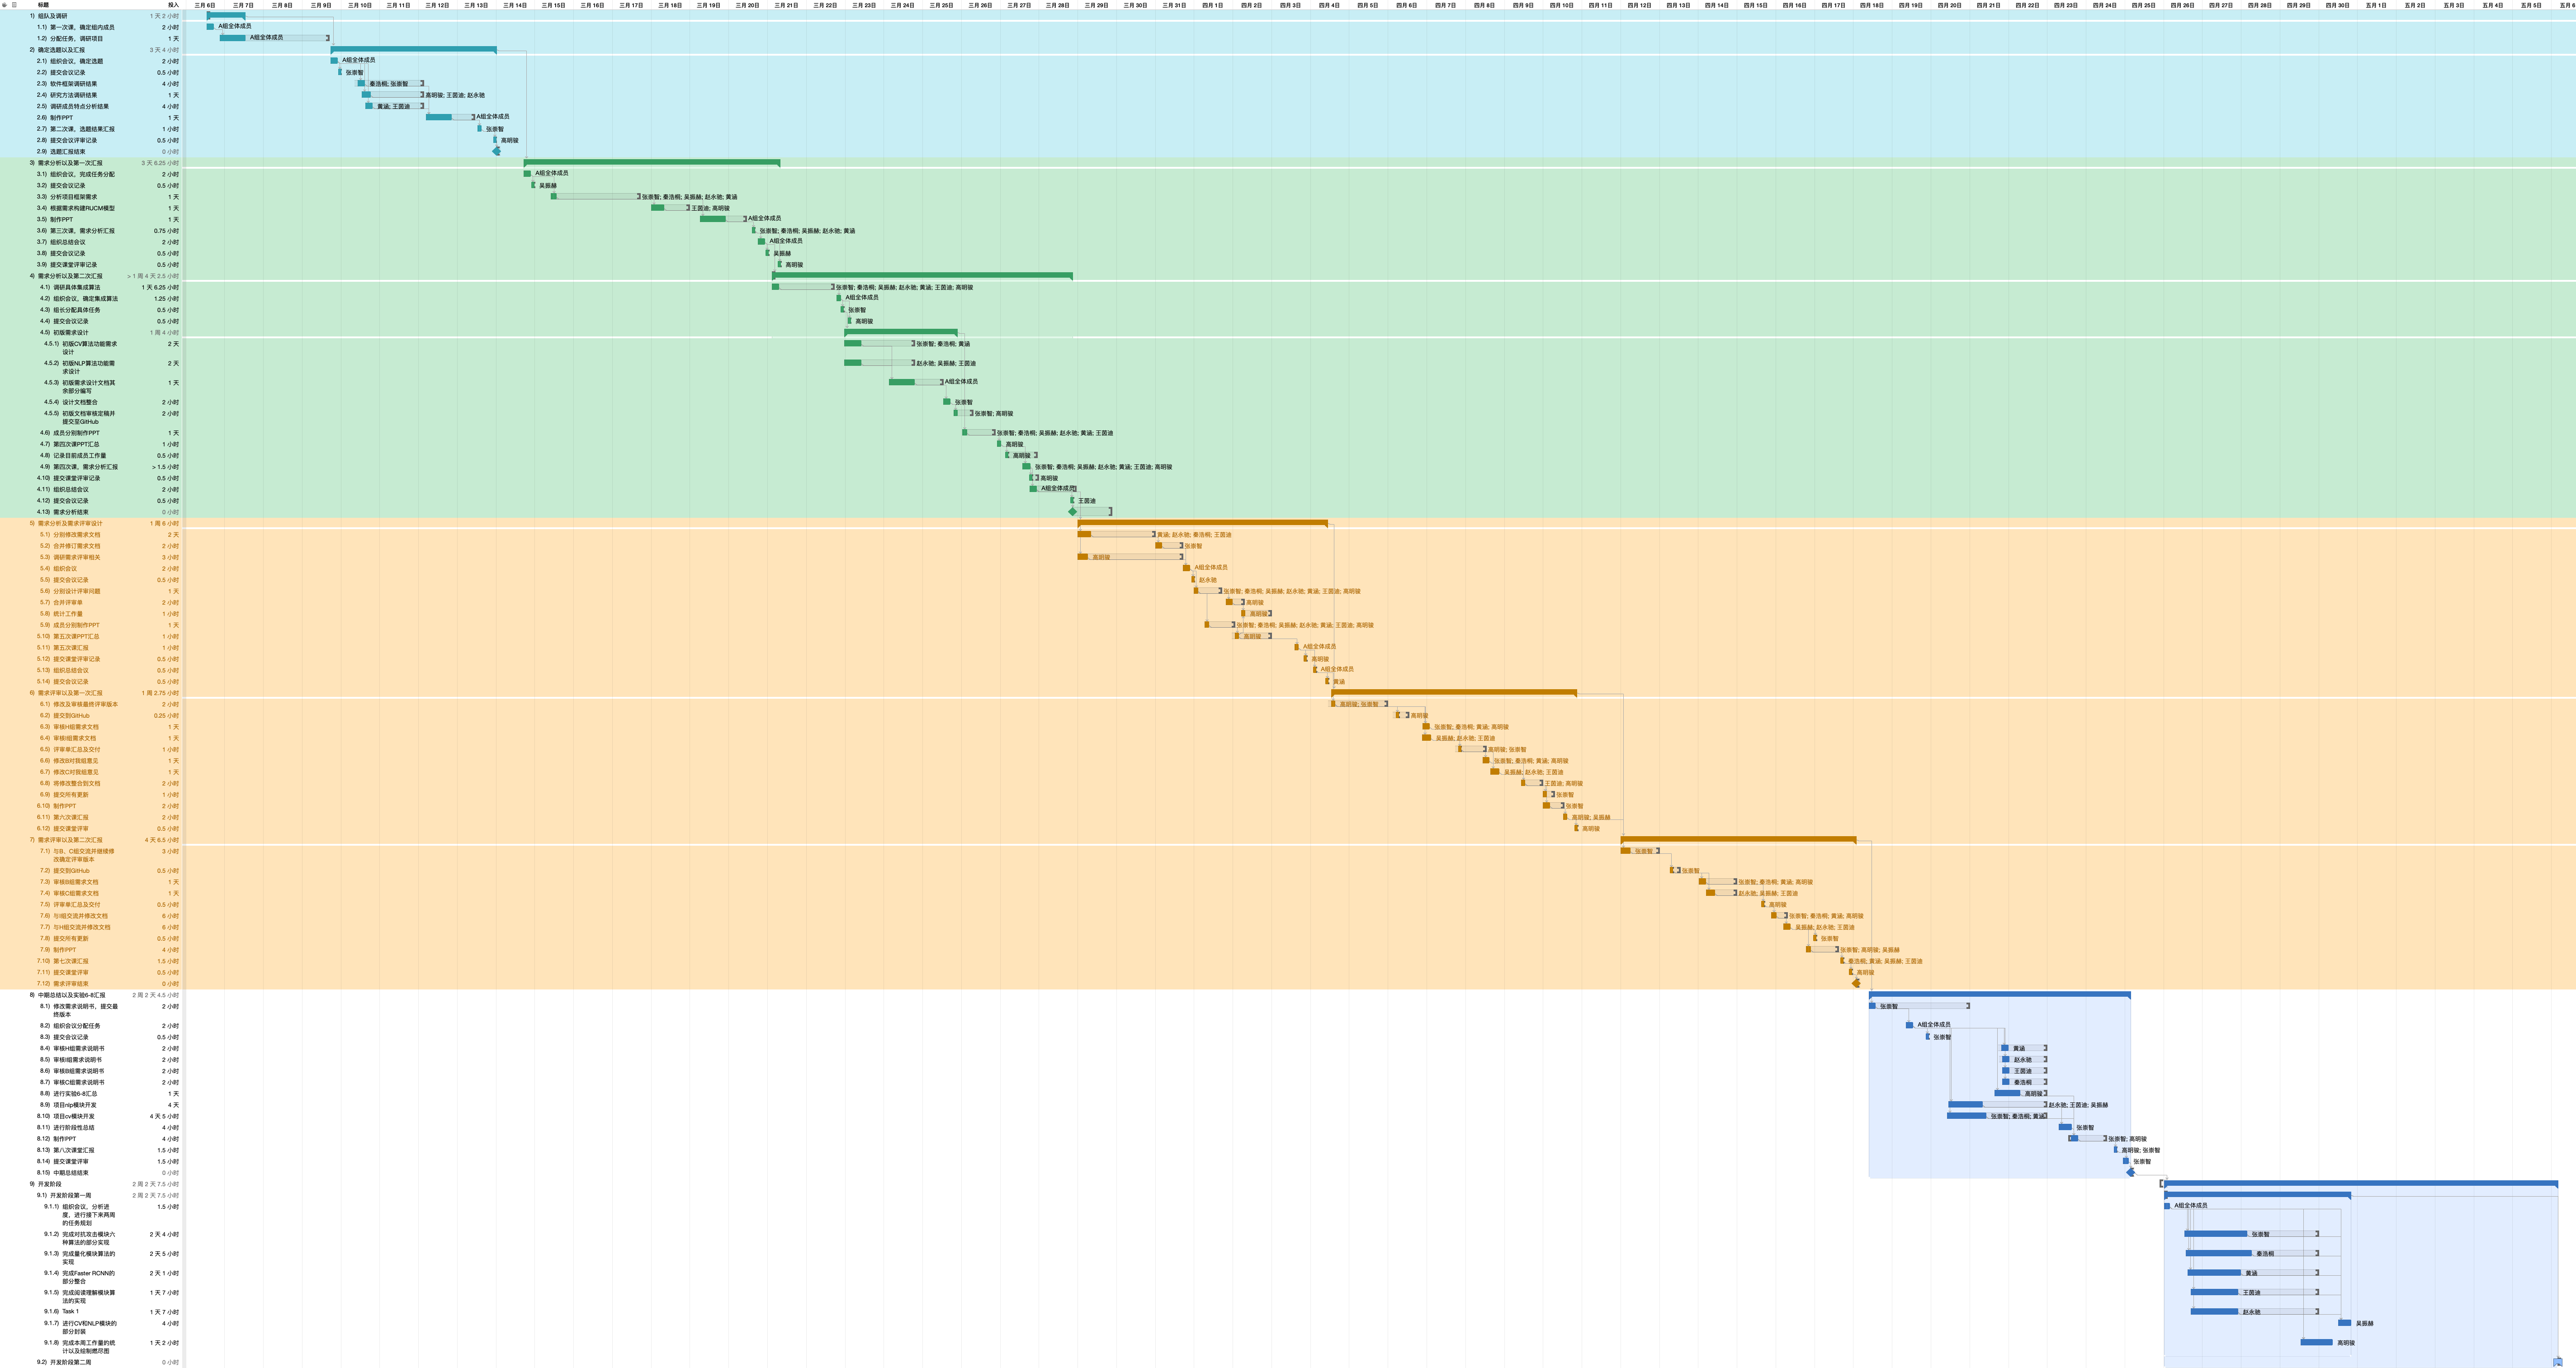 标题 投入 三月 6日 三月 7日 三月 8日 三月 9日 三月 10日 三月 11日 三月 12日 三月 13日 三月 14日 三月 15日 三月 16日 三月 17日 三月 18日 三月 19日 三月 20日 三月 21日 三月 22日 三月 23日 三月 24日 三月 25日 三月 26日 三月 27日 三月 28日 三月 29日 三月 30日 三月 31日 四月 1日 四月 2日 四月 3日 四月 4日 四月 5日 四月 6日 四月 7日 四月 8日 四月 9日 四月 10日 四月 11日 四月 12日 四月 13日 四月 14日 四月 15日 四月 16日 四月 17日 四月 18日 四月 19日 四月 20日 四月 21日 四月 22日 四月 23日 四月 24日 四月 25日 四月 26日 四月 27日 四月 28日 四月 29日 四月 30日 五月 1日 五月 2日 五月 3日 五月 4日 五月 5日 五月 6
1) 组队及调研 1 天 2 小时
1.1) 第一次课，确定组内成员 2 小时 A组全体成员
1.2) 分配任务，调研项目 1 天 A组全体成员
2) 确定选题以及汇报 3 天 4 小时
2.1) 组织会议，确定选题 2 小时 A组全体成员
2.2) 提交会议记录 0.5 小时 张崇智
2.3) 软件框架调研结果 4 小时 秦浩桐; 张崇智
2.4) 研究方法调研结果 1 天 高明骏; 王茵迪; 赵永驰
2.5) 调研成员特点分析结果 4 小时 黄涵; 王茵迪
2.6) 制作PPT 1 天 A组全体成员
2.7) 第二次课，选题结果汇报 1 小时 张崇智
2.8) 提交会议评审记录 0.5 小时 高明骏
2.9) 选题汇报结束 0 小时
3) 需求分析以及第一次汇报 3 天 6.25 小时
3.1) 组织会议，完成任务分配 2 小时 A组全体成员
3.2) 提交会议记录 0.5 小时 吴振赫
3.3) 分析项目框架需求 1 天 张崇智; 秦浩桐; 吴振赫; 赵永驰; 黄涵
3.4) 根据需求构建RUCM模型 1 天 王茵迪; 高明骏
3.5) 制作PPT 1 天 A组全体成员
3.6) 第三次课，需求分析汇报 0.75 小时 张崇智; 秦浩桐; 吴振赫; 赵永驰; 黄涵
3.7) 组织总结会议 2 小时 A组全体成员
3.8) 提交会议记录 0.5 小时 吴振赫
3.9) 提交课堂评审记录 0.5 小时 高明骏
4) 需求分析以及第二次汇报 > 1 周 4 天 2.5 小时
4.1) 调研具体集成算法 1 天 6.25 小时 张崇智; 秦浩桐; 吴振赫; 赵永驰; 黄涵; 王茵迪; 高明骏
4.2) 组织会议，确定集成算法 1.25 小时 A组全体成员
4.3) 组长分配具体任务 0.5 小时 张崇智
4.4) 提交会议记录 0.5 小时 高明骏
4.5) 初版需求设计 1 周 4 小时
4.5.1) 初版CV算法功能需求 2 天 张崇智; 秦浩桐; 黄涵
设计
4.5.2) 初版NLP算法功能需 2 天 赵永驰; 吴振赫; 王茵迪
求设计
4.5.3) 初版需求设计文档其 1 天 A组全体成员
余部分编写
4.5.4) 设计文档整合 2 小时 张崇智
4.5.5) 初版文档审核定稿并 2 小时 张崇智; 高明骏
提交至GitHub
4.6) 成员分别制作PPT 1 天 张崇智; 秦浩桐; 吴振赫; 赵永驰; 黄涵; 王茵迪
4.7) 第四次课PPT汇总 1 小时 高明骏
4.8) 记录目前成员工作量 0.5 小时 高明骏
4.9) 第四次课，需求分析汇报 > 1.5 小时 张崇智; 秦浩桐; 吴振赫; 赵永驰; 黄涵; 王茵迪; 高明骏
4.10) 提交课堂评审记录 0.5 小时 高明骏
4.11) 组织总结会议 2 小时 A组全体成员
4.12) 提交会议记录 0.5 小时 王茵迪
4.13) 需求分析结束 0 小时
5) 需求分析及需求评审设计 1 周 6 小时
5.1) 分别修改需求文档 2 天 黄涵; 赵永驰; 秦浩桐; 王茵迪
5.2) 合并修订需求文档 2 小时 张崇智
5.3) 调研需求评审相关 3 小时 高明骏
5.4) 组织会议 2 小时 A组全体成员
5.5) 提交会议记录 0.5 小时 赵永驰
5.6) 分别设计评审问题 1 天 张崇智; 秦浩桐; 吴振赫; 赵永驰; 黄涵; 王茵迪; 高明骏
5.7) 合并评审单 2 小时 高明骏
5.8) 统计工作量 1 小时 高明骏
5.9) 成员分别制作PPT 1 天 张崇智; 秦浩桐; 吴振赫; 赵永驰; 黄涵; 王茵迪; 高明骏
5.10) 第五次课PPT汇总 1 小时 高明骏
5.11) 第五次课汇报 1 小时 A组全体成员
5.12) 提交课堂评审记录 0.5 小时 高明骏
5.13) 组织总结会议 0.5 小时 A组全体成员
5.14) 提交会议记录 0.5 小时 黄涵
6) 需求评审以及第一次汇报 1 周 2.75 小时
6.1) 修改及审核最终评审版本 2 小时 高明骏; 张崇智
6.2) 提交到GitHub 0.25 小时 高明骏
6.3) 审核H组需求文档 1 天 张崇智; 秦浩桐; 黄涵; 高明骏
6.4) 审核I组需求文档 1 天 吴振赫; 赵永驰; 王茵迪
6.5) 评审单汇总及交付 1 小时 高明骏; 张崇智
6.6) 修改B对我组意见 1 天 张崇智; 秦浩桐; 黄涵; 高明骏
6.7) 修改C对我组意见 1 天 吴振赫; 赵永驰; 王茵迪
6.8) 将修改整合到文档 2 小时 王茵迪; 高明骏
6.9) 提交所有更新 1 小时 张崇智
6.10) 制作PPT 2 小时 张崇智
6.11) 第六次课汇报 2 小时 高明骏; 吴振赫
6.12) 提交课堂评审 0.5 小时 高明骏
7) 需求评审以及第二次汇报 4 天 6.5 小时
7.1) 与B、C组交流并继续修 3 小时 张崇智
改确定评审版本
7.2) 提交到GitHub 0.5 小时 张崇智
7.3) 审核B组需求文档 1 天 张崇智; 秦浩桐; 黄涵; 高明骏
7.4) 审核C组需求文档 1 天 赵永驰; 吴振赫; 王茵迪
7.5) 评审单汇总及交付 0.5 小时 高明骏
7.6) 与I组交流并修改文档 6 小时 张崇智; 秦浩桐; 黄涵; 高明骏
7.7) 与H组交流并修改文档 6 小时 吴振赫; 赵永驰; 王茵迪
7.8) 提交所有更新 0.5 小时 张崇智
7.9) 制作PPT 4 小时 张崇智; 高明骏; 吴振赫
7.10) 第七次课汇报 1.5 小时 秦浩桐; 黄涵; 吴振赫; 王茵迪
7.11) 提交课堂评审 0.5 小时 高明骏
7.12) 需求评审结束 0 小时
8) 中期总结以及实验6-8汇报 2 周 2 天 4.5 小时
8.1) 修改需求说明书，提交最 2 小时 张崇智
终版本
8.2) 组织会议分配任务 2 小时 A组全体成员
8.3) 提交会议记录 0.5 小时 张崇智
8.4) 审核H组需求说明书 2 小时 黄涵
8.5) 审核I组需求说明书 2 小时 赵永驰
8.6) 审核B组需求说明书 2 小时 王茵迪
8.7) 审核C组需求说明书 2 小时 秦浩桐
8.8) 进行实验6-8汇总 1 天 高明骏
8.9) 项目nlp模块开发 4 天 赵永驰; 王茵迪; 吴振赫
8.10) 项目cv模块开发 4 天 5 小时 张崇智; 秦浩桐; 黄涵
8.11) 进行阶段性总结 4 小时 张崇智
8.12) 制作PPT 4 小时 张崇智; 高明骏
8.13) 第八次课堂汇报 1.5 小时 高明骏; 张崇智
8.14) 提交课堂评审 1.5 小时 张崇智
8.15) 中期总结结束 0 小时
9) 开发阶段 2 周 2 天 7.5 小时
9.1) 开发阶段第一周 2 周 2 天 7.5 小时
9.1.1) 组织会议，分析进 1.5 小时 A组全体成员
度，进行接下来两周
的任务规划
9.1.2) 完成对抗攻击模块六 2 天 4 小时 张崇智
种算法的部分实现
9.1.3) 完成量化模块算法的 2 天 5 小时 秦浩桐
实现
9.1.4) 完成Faster RCNN的 2 天 1 小时 黄涵
部分整合
9.1.5) 完成阅读理解模块算 1 天 7 小时 王茵迪
法的实现
9.1.6) Task 1 1 天 7 小时 赵永驰
9.1.7) 进行CV和NLP模块的 4 小时 吴振赫
部分封装
9.1.8) 完成本周工作量的统 1 天 2 小时 高明骏
计以及绘制燃尽图
9.2) 开发阶段第二周 0 小时